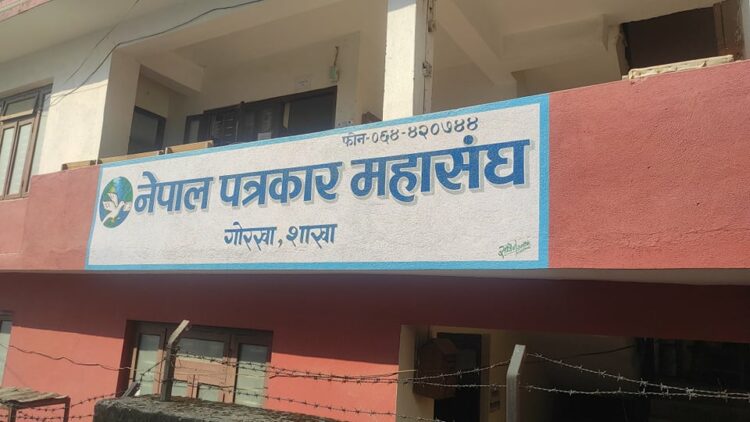 फोन-०६४-४२०७४४
नेपाल पत्रकार महासंघ
गोरखा, शाखा